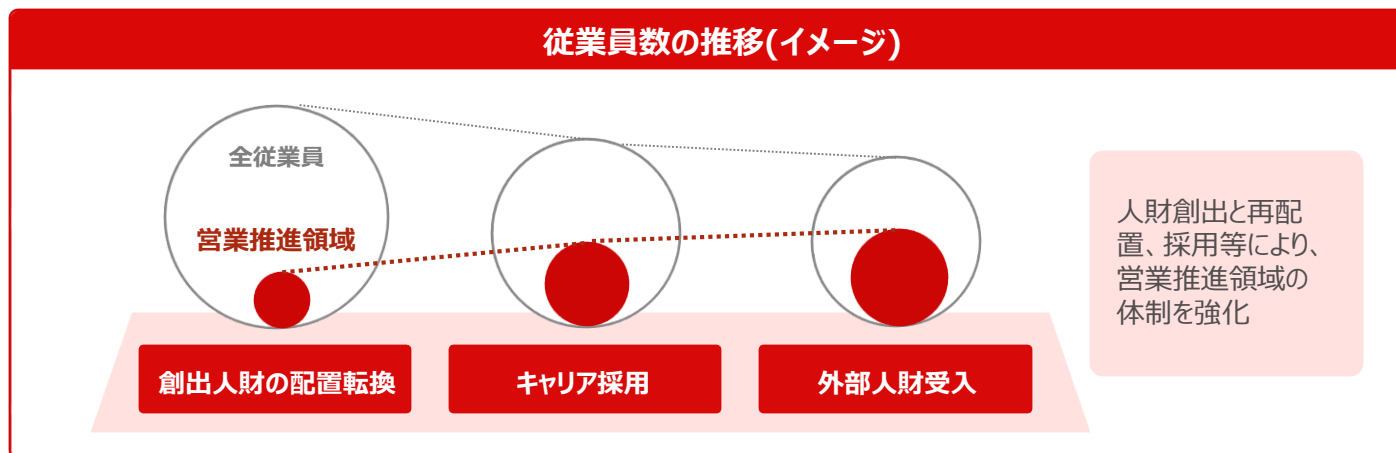 従業員数の推移(イメージ)
全従業員
営業推進領域
人財創出と再配
置、採用等により、
営業推進領域の
体制を強化
創出人財の配置転換
キャリア採用
外部人財受入